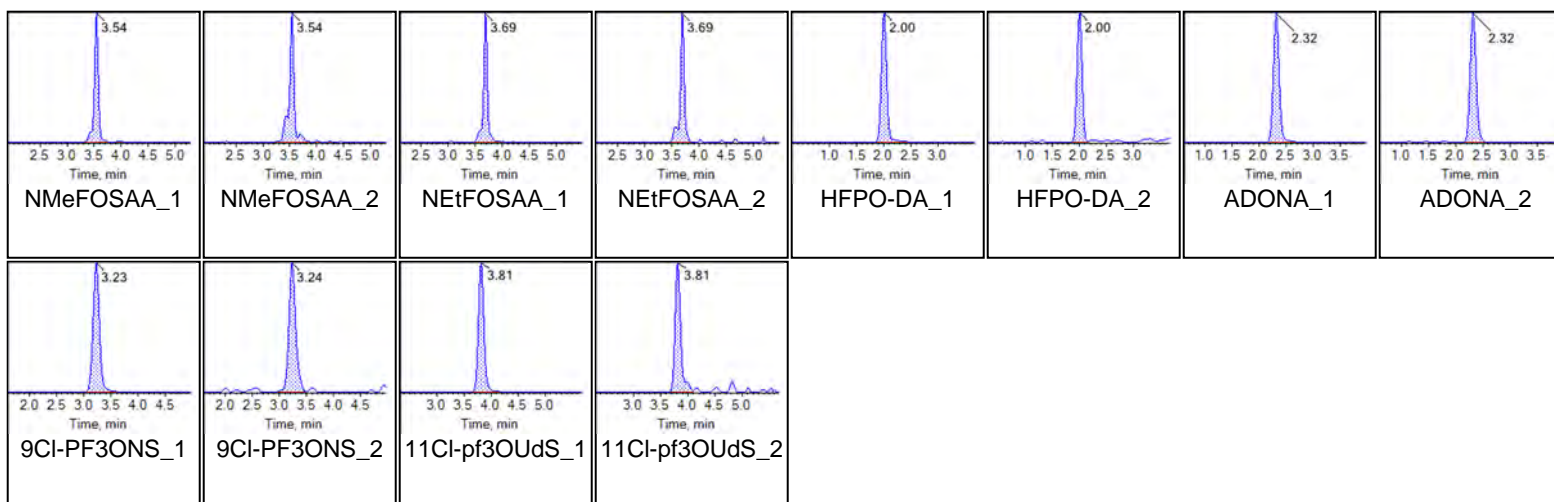 3.54 3.54 3.69 3.69 2.00 2.00 2.32 2.32
2.5 3.0 3.5 4.0 4.5 5.0 2.5 3.0 3.5 4.0 4.5 5.0 2.5 3.0 3.5 4.0 4.5 5.0 2.5 3.0 3.5 4.0 4.5 5.0 1.0 1.5 2.0 2.5 3.0 1.0 1.5 2.0 2.5 3.0 1.0 1.5 2.0 2.5 3.0 3.5 1.0 1.5 2.0 2.5 3.0 3.5
Time, min Time, min Time, min Time, min Time, min Time, min Time, min Time, min
NMeFOSAA_1 NMeFOSAA_2 NEtFOSAA_1 NEtFOSAA_2 HFPO-DA_1 HFPO-DA_2 ADONA_1 ADONA_2
3.23 3.24 3.81 3.81
2.0 2.5 3.0 3.5 4.0 4.5 2.0 2.5 3.0 3.5 4.0 4.5 3.0 3.5 4.0 4.5 5.0 3.0 3.5 4.0 4.5 5.0
Time, min Time, min Time, min Time, min
9Cl-PF3ONS_1 9Cl-PF3ONS_2 11Cl-pf3OUdS_1 11Cl-pf3OUdS_2